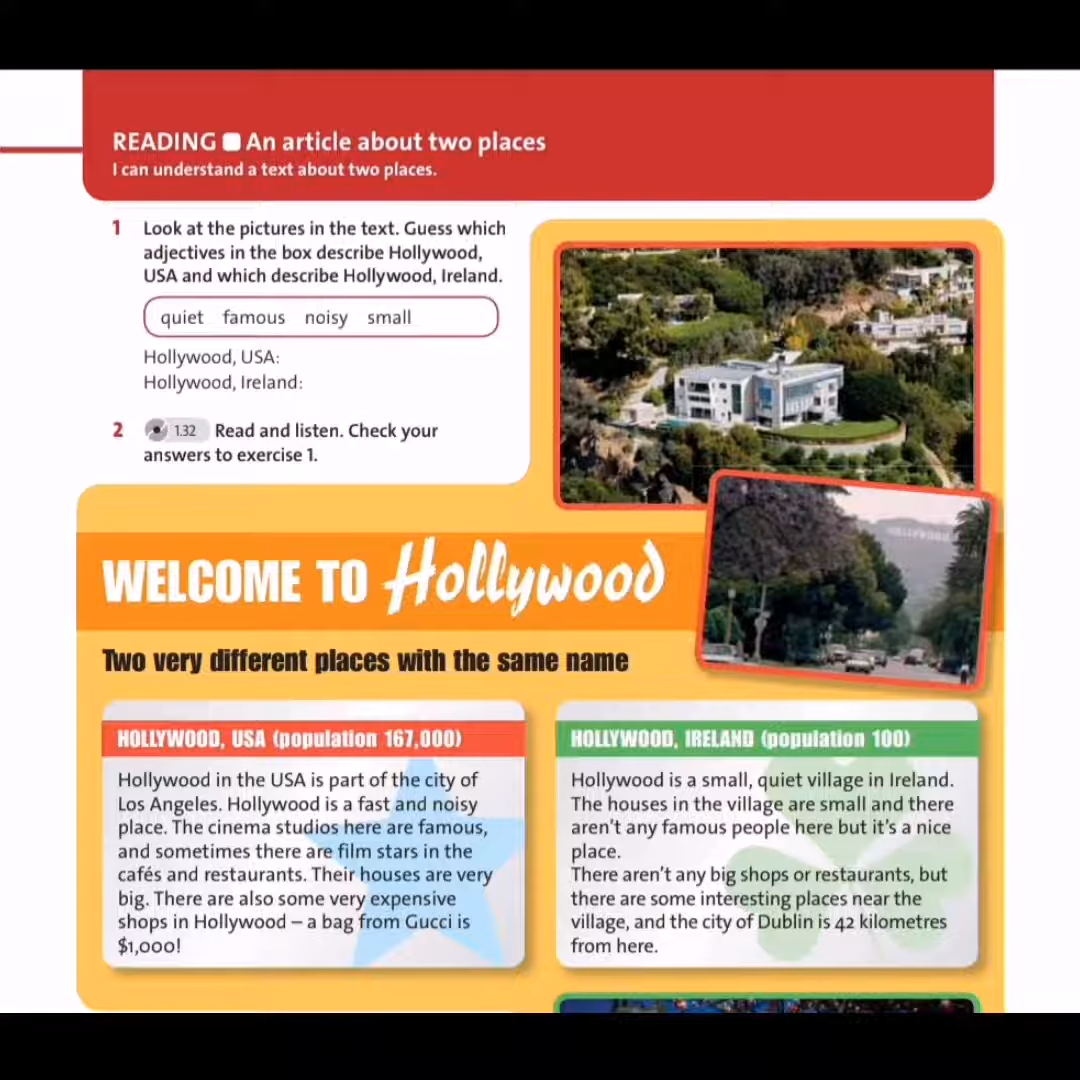 READING An article about two places
I can understand a text about two places.
1 Look at the pictures in the text. Guess which
adjectives in the box describe Hollywood,
USA and which describe Hollywood, Ireland.
quiet famous noisy small
Hollywood, USA:
Hollywood, Ireland:
2 1.32 Read and listen. Check your
answers to exercise 1.
WELCOME TO Hollywood
Two very different places with the same name
HOLLYWOOD, USA (population 167,000)
Hollywood in the USA is part of the city of
Los Angeles. Hollywood is a fast and noisy
place. The cinema studios here are famous,
and sometimes there are film stars in the
cafés and restaurants. Their houses are very
big. There are also some very expensive
shops in Hollywood – a bag from Gucci is
$1,000!
HOLLYWOOD, IRELAND (population 100)
Hollywood is a small, quiet village in Ireland.
The houses in the village are small and there
aren't any famous people here but it's a nice
place.
There aren't any big shops or restaurants, but
there are some interesting places near the
village, and the city of Dublin is 42 kilometres
from here.